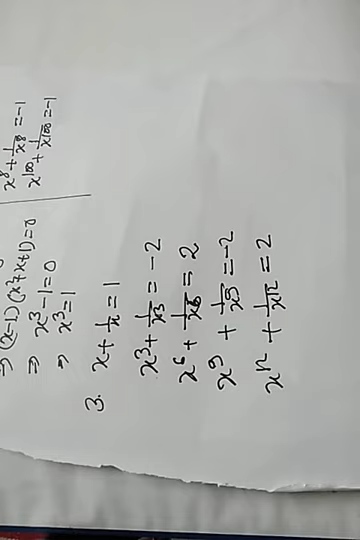 ⇒ (x-1)(x²+x+1)=0
⇒ x³-1=0
⇒ x³=1
x⁸+1/x⁸=-1
x¹⁰⁰+1/x¹⁰⁰=-1
3. x+1/x=1
x³+1/x³=-2
x⁶+1/x⁶=2
x⁹+1/x⁹=-2
x¹²+1/x¹²=2